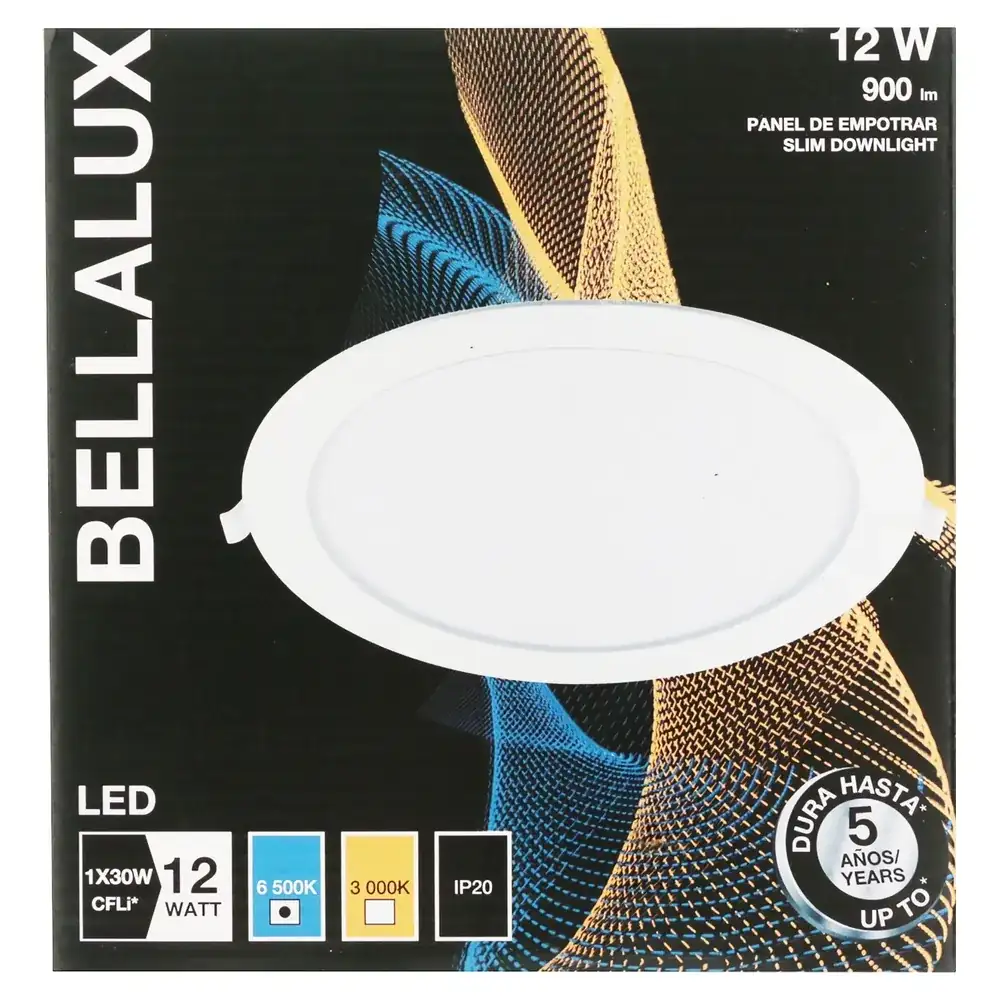 BELLALUX
12 W
900 lm
PANEL DE EMPOTRAR
SLIM DOWNLIGHT
LED
1X30W
CFLi*
12
WATT
6 500K
3 000K
IP20
DURA HASTA*
5
AÑOS/
YEARS
UP TO*